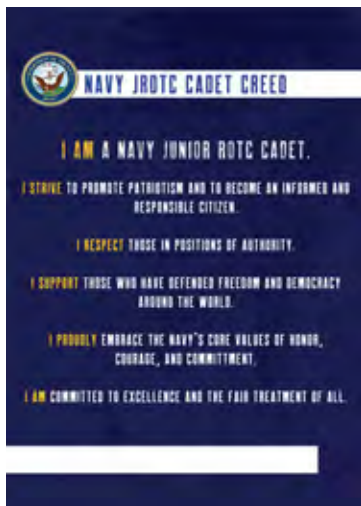 NAVY JROTC CADET CREED
I AM A NAVY JUNIOR ROTC CADET.
I STRIVE TO PROMOTE PATRIOTISM AND TO BECOME AN INFORMED AND
RESPONSIBLE CITIZEN.
I RESPECT THOSE IN POSITIONS OF AUTHORITY.
I SUPPORT THOSE WHO HAVE DEFENDED FREEDOM AND DEMOCRACY
AROUND THE WORLD.
I PROUDLY EMBRACE THE NAVY'S CORE VALUES OF HONOR,
COURAGE, AND COMMITTMENT.
I AM COMMITTED TO EXCELLENCE AND THE FAIR TREATMENT OF ALL.